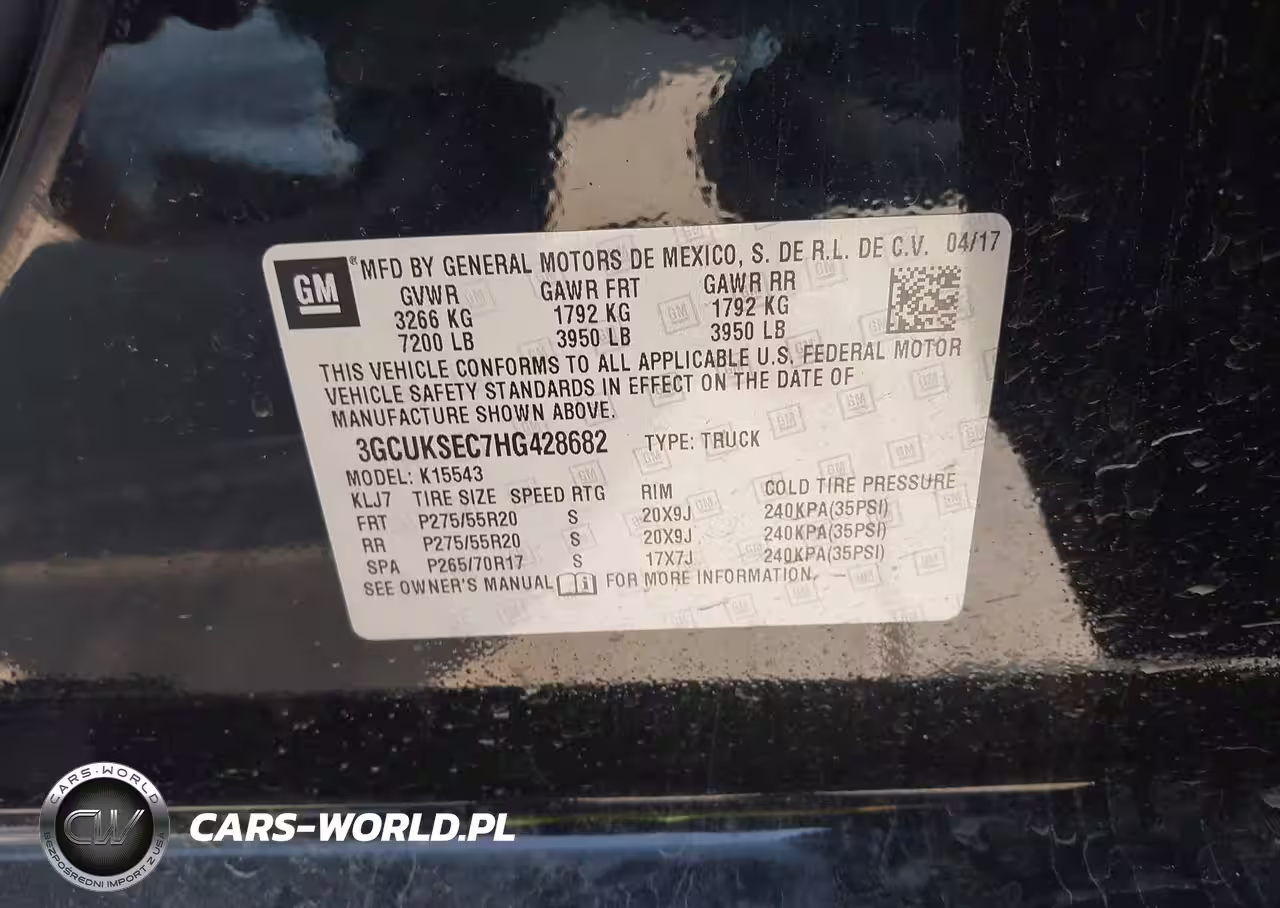 GM ® MFD BY GENERAL MOTORS DE MEXICO, S. DE R.L. DE C.V. 04/17
GVWR GAWR FRT GAWR RR
3266 KG 1792 KG 1792 KG
7200 LB 3950 LB 3950 LB
THIS VEHICLE CONFORMS TO ALL APPLICABLE U.S. FEDERAL MOTOR
VEHICLE SAFETY STANDARDS IN EFFECT ON THE DATE OF
MANUFACTURE SHOWN ABOVE.
3GCUKSEC7HG428682 TYPE: TRUCK
MODEL: K15543
KLJ7 TIRE SIZE SPEED RTG RIM COLD TIRE PRESSURE
FRT P275/55R20 S 20X9J 240KPA(35PSI)
RR P275/55R20 S 20X9J 240KPA(35PSI)
SPA P265/70R17 S 17X7J 240KPA(35PSI)
SEE OWNER'S MANUAL i FOR MORE INFORMATION.
CARS-WORLD
CW
BEZPOŚREDNI IMPORT Z USA
CARS-WORLD.PL